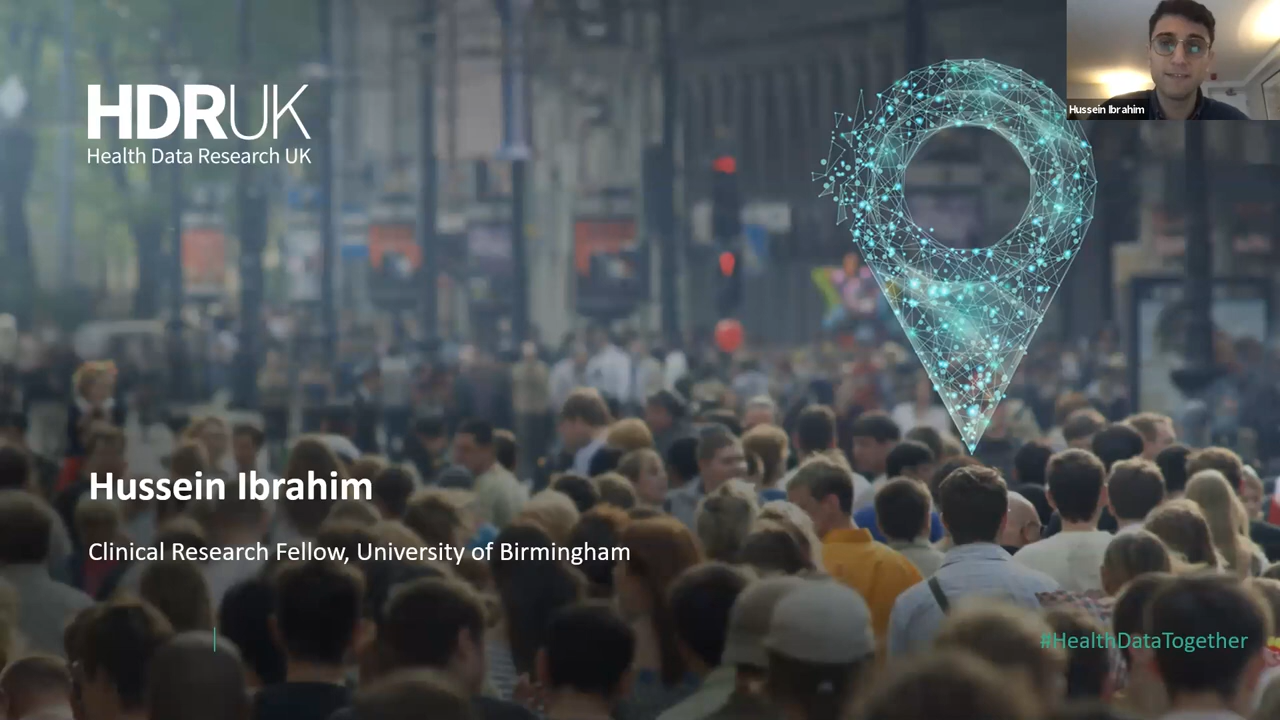 HDRUK
Health Data Research UK
Hussein Ibrahim
Hussein Ibrahim
Clinical Research Fellow, University of Birmingham
#HealthDataTogether